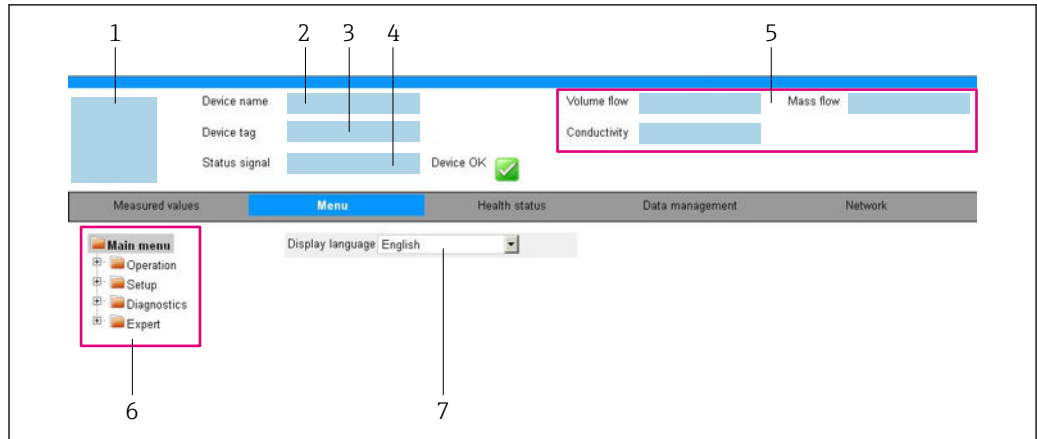 1 2 3 4 5
Device name Volume flow Mass flow
Device tag Conductivity
Status signal Device OK
Measured values Menu Health status Data management Network
Main menu Display language English
Operation
Setup
Diagnostics
Expert
6 7